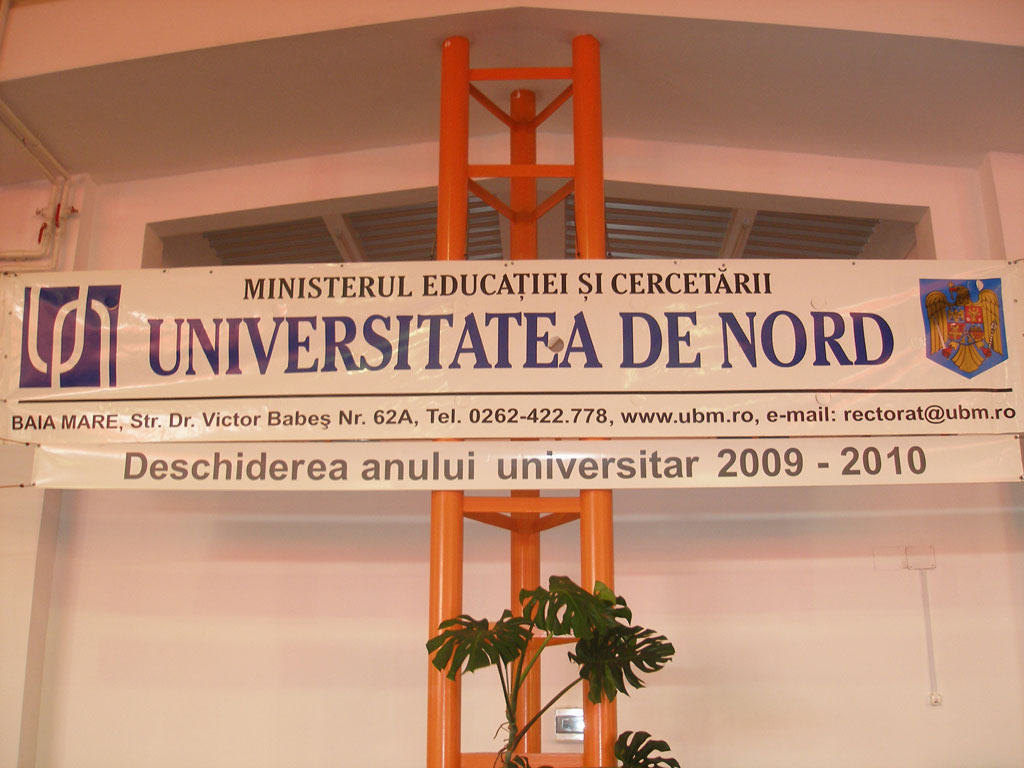 MINISTERUL EDUCAȚIEI ȘI CERCETĂRII
UNIVERSITATEA DE NORD
BAIA MARE, Str. Dr. Victor Babeş Nr. 62A, Tel. 0262-422.778, www.ubm.ro, e-mail: rectorat@ubm.ro
Deschiderea anului universitar 2009 - 2010